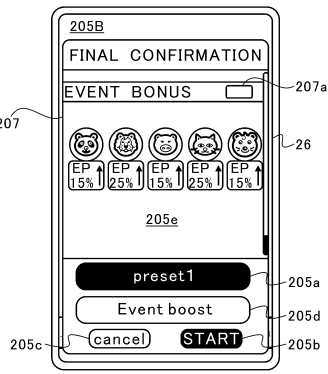 205B
FINAL CONFIRMATION
EVENT BONUS
207a
207
26
EP EP EP EP EP
15% 25% 15% 25% 15%
205e
preset1
205a
Event boost
205d
205c
cancel
START
205b